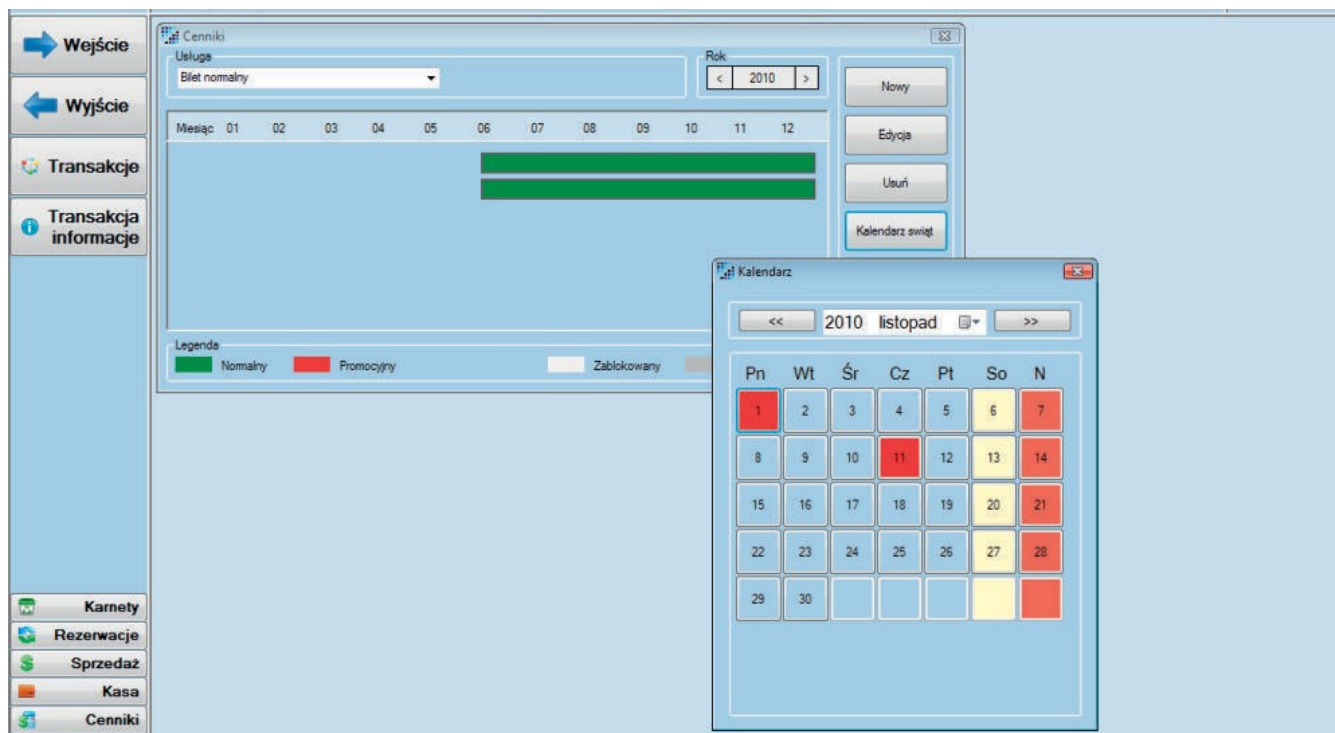 Wejście
Wyjście
Transakcje
Transakcja
informacje
Karnety
Rezerwacje
Sprzedaż
Kasa
Cenniki
Cenniki
Usługa
Bilet normalny
Rok
< 2010 >
Miesiąc 01 02 03 04 05 06 07 08 09 10 11 12
Legenda
Normalny Promocyjny Zablokowany
Nowy
Edycja
Usuń
Kalendarz swiąt
Kalendarz
<< 2010 listopad >>
Pn Wt Śr Cz Pt So N
1 2 3 4 5 6 7
8 9 10 11 12 13 14
15 16 17 18 19 20 21
22 23 24 25 26 27 28
29 30